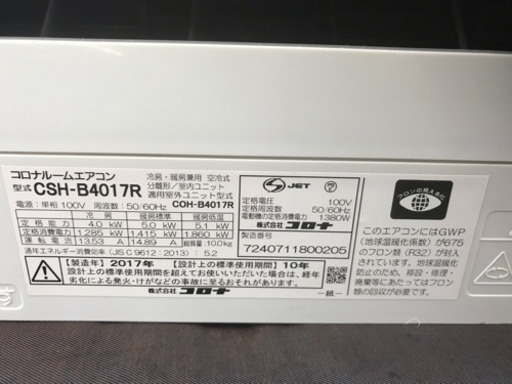 コロナルームエアコン
型式 CSH-B4017R
冷房・暖房兼用 空冷式
分離形/室内ユニット
適用室外ユニット型式
電源:単相100V 周波数:50/60Hz COH-B4017R
冷房標準 暖房標準 暖房低温
定格能力 4.0 kW 5.0 kW 5.1 kW
定格消費電力 1.285 kW 1.415 kW 1.860 kW
運転電流 13.53 A 14.89 A 質量:10.0kg
通年エネルギー消費効率 (JIS C 9612:2013) : 5.2
【製造年】2017年 【設計上の標準使用期間】10年
設計上の標準使用期間を超えてお使いいただいた場合は、経年
劣化による発火・けが等の事故に至るおそれがあります。
株式会社 コロナ
ー紙ー
S JET
定格電圧 100V
定格周波数 50/60Hz
電動機の定格消費電力 1380W
株式会社 コロナ
製造番号
7240711800205
フロンの見える化
このエアコンにはGWP
(地球温暖化係数)が675
のフロン類(R32)が封入
されています。地球温暖化
防止のため、移設・修理・
廃棄等にあたってはフロン
類の回収が必要です。